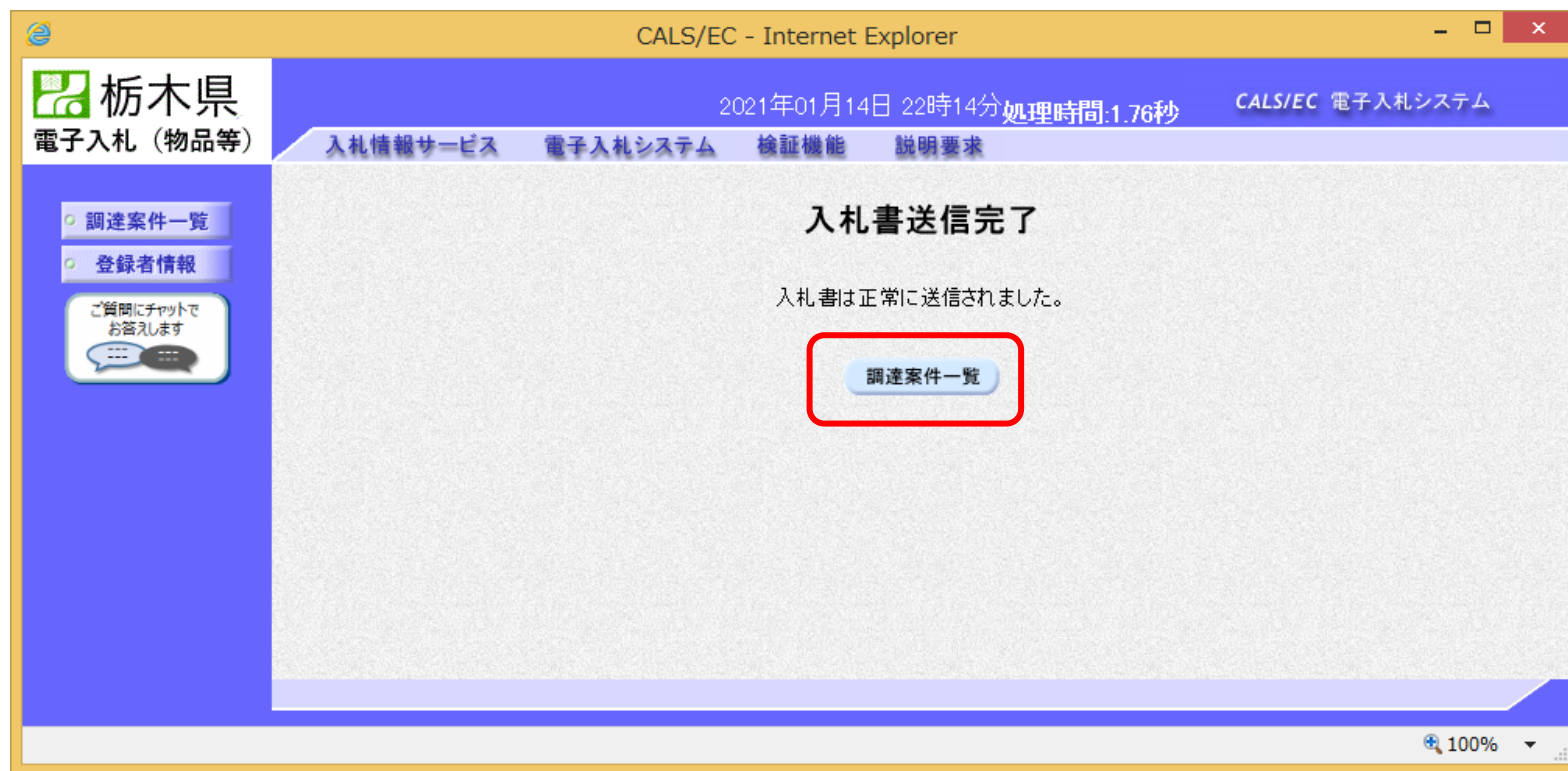 CALS/EC - Internet Explorer
栃木県
電子入札（物品等）
2021年01月14日 22時14分処理時間:1.76秒
CALS/EC 電子入札システム
入札情報サービス 電子入札システム 検証機能 説明要求
調達案件一覧
登録者情報
ご質問にチャットで
お答えします
入札書送信完了
入札書は正常に送信されました。
調達案件一覧
100%